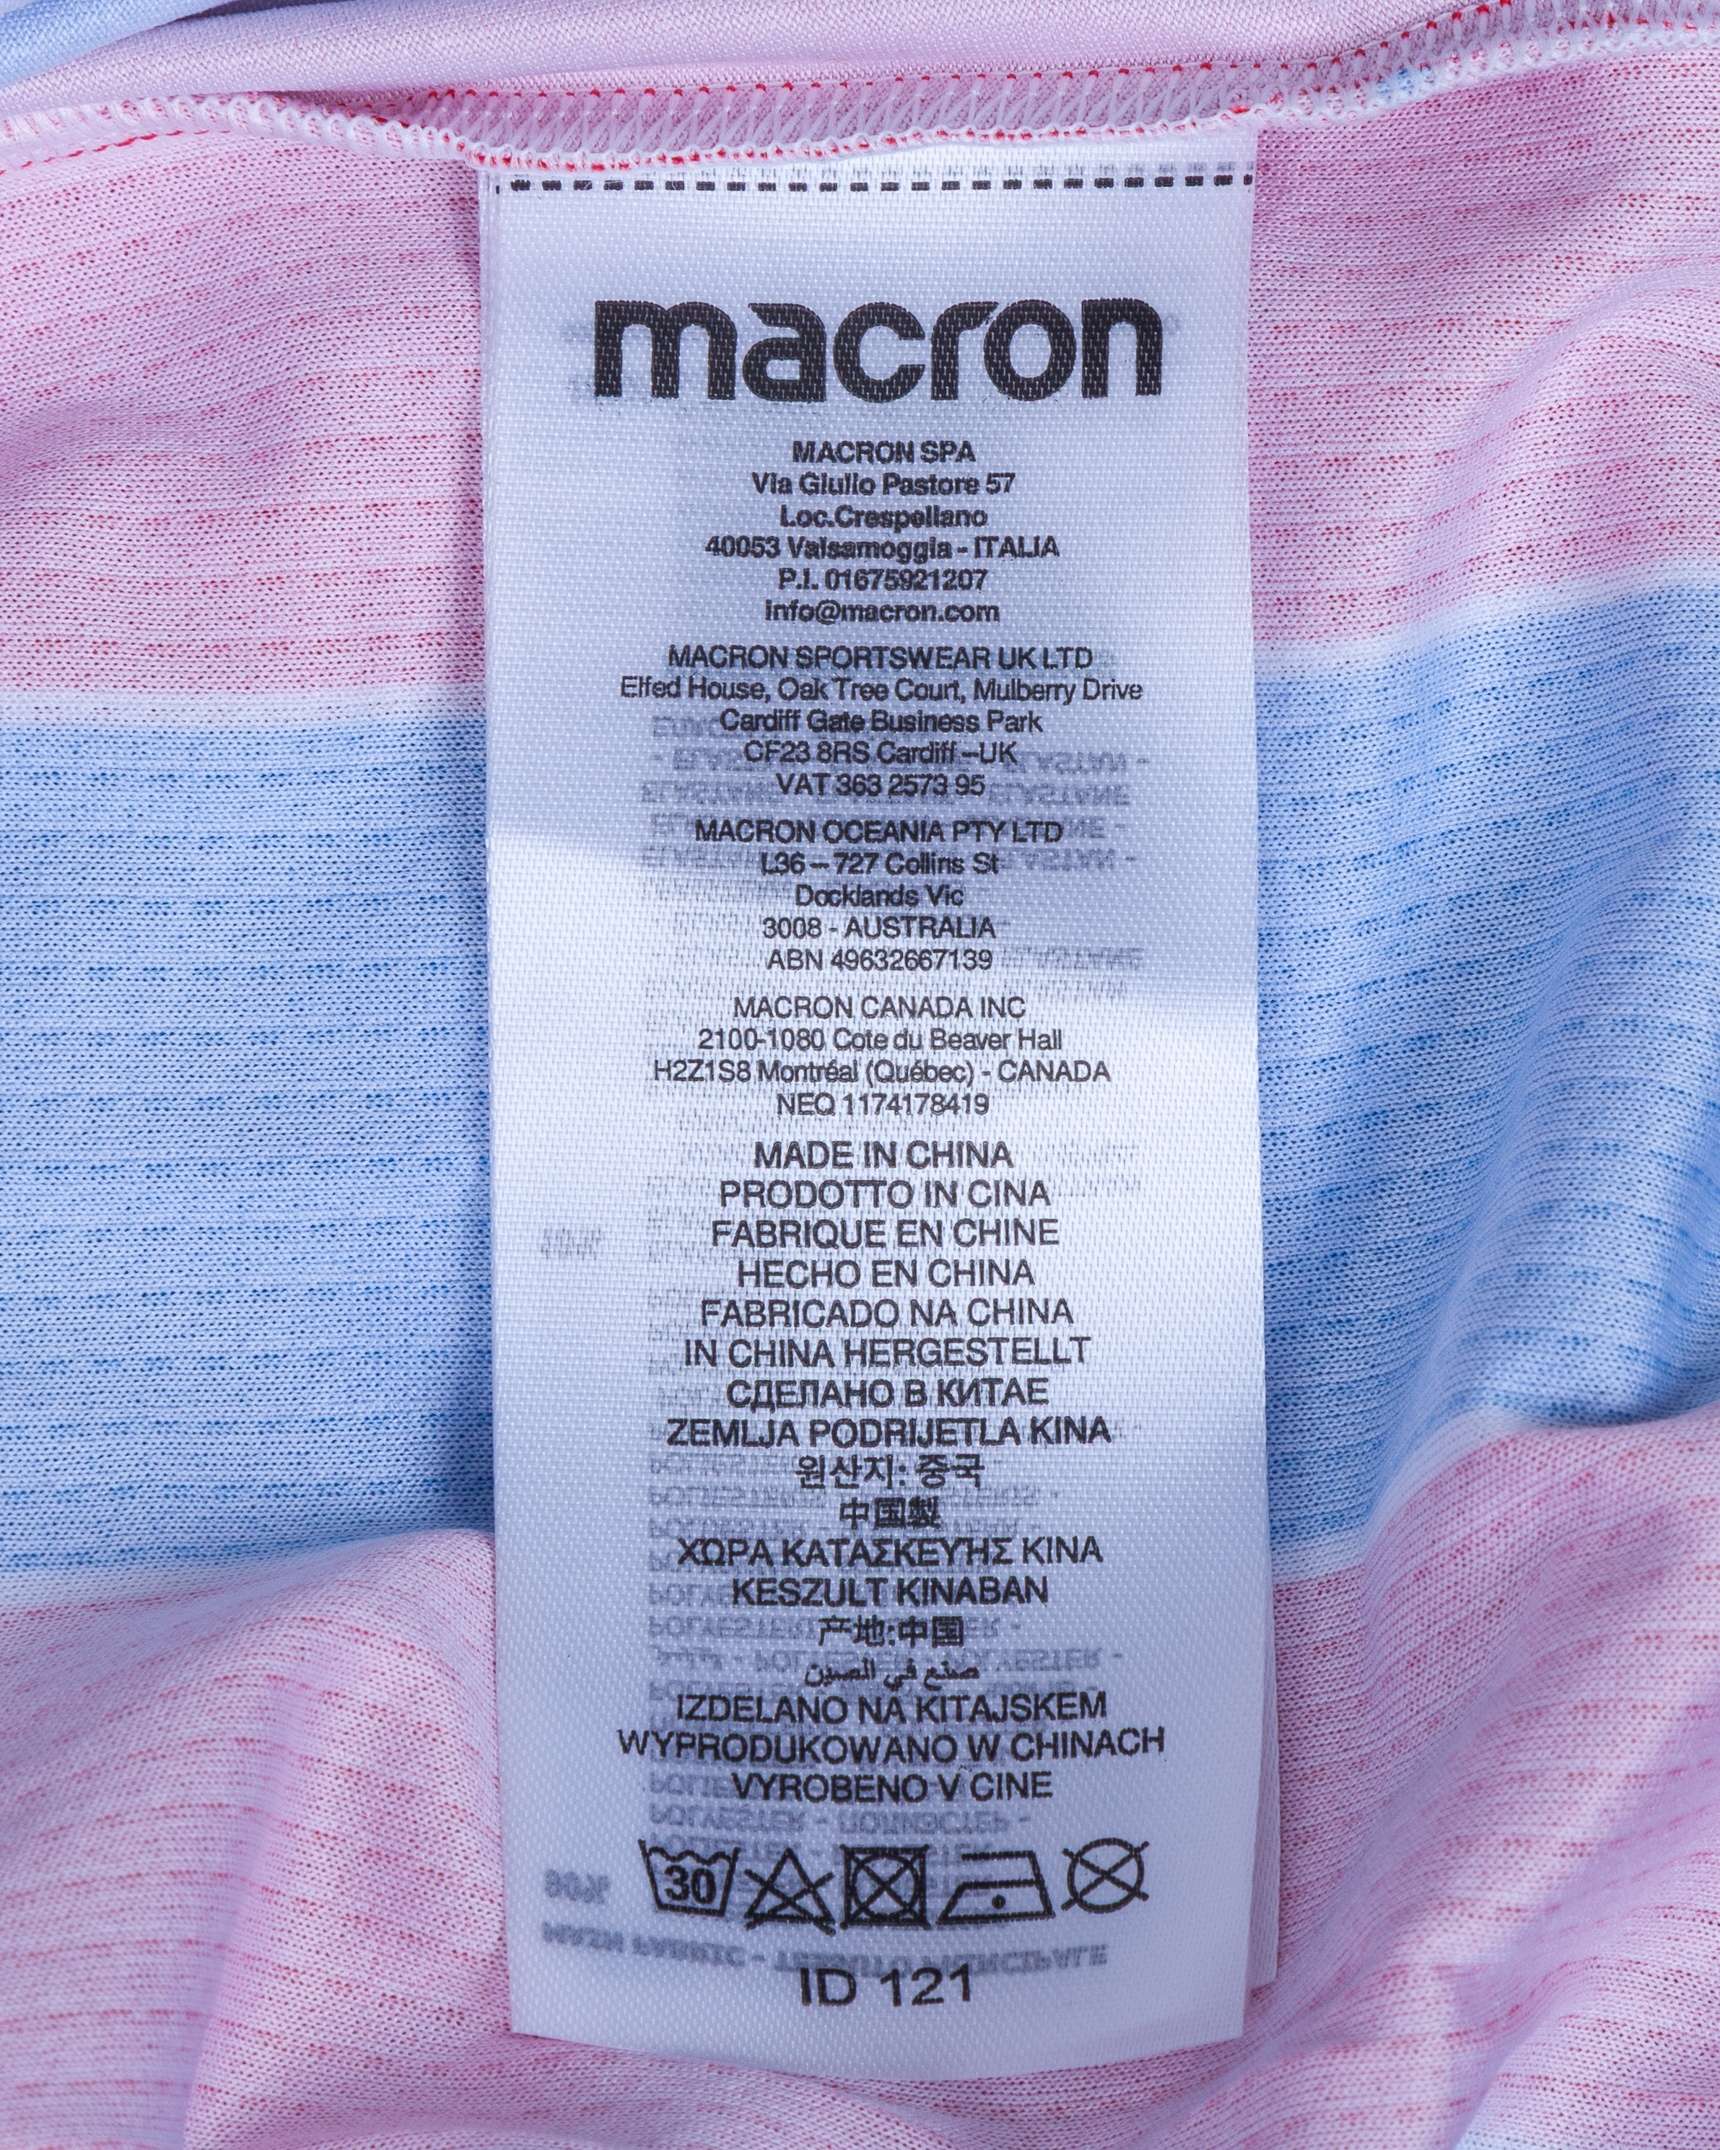 macron
MACRON SPA
Via Giulio Pastore 57
Loc.Crespellano
40053 Valsamoggia - ITALIA
P.I. 01675921207
info@macron.com
MACRON SPORTSWEAR UK LTD
Elfed House, Oak Tree Court, Mulberry Drive
Cardiff Gate Business Park
CF23 8RS Cardiff –UK
VAT 363 2573 95
MACRON OCEANIA PTY LTD
L36 – 727 Collins St
Docklands Vic
3008 - AUSTRALIA
ABN 49632667139
MACRON CANADA INC
2100-1080 Cote du Beaver Hall
H2Z1S8 Montréal (Québec) - CANADA
NEQ 1174178419
MADE IN CHINA
PRODOTTO IN CINA
FABRIQUE EN CHINE
HECHO EN CHINA
FABRICADO NA CHINA
IN CHINA HERGESTELLT
СДЕЛАНО В КИТАЕ
ZEMLJA PODRIJETLA KINA
원산지: 중국
中国製
ΧΩΡΑ ΚΑΤΑΣΚΕΥΉΣ ΚΙΝΑ
KESZULT KINABAN
产地:中国
صنع في الصين
IZDELANO NA KITAJSKEM
WYPRODUKOWANO W CHINACH
VYROBENO V CINE
30
ID 121